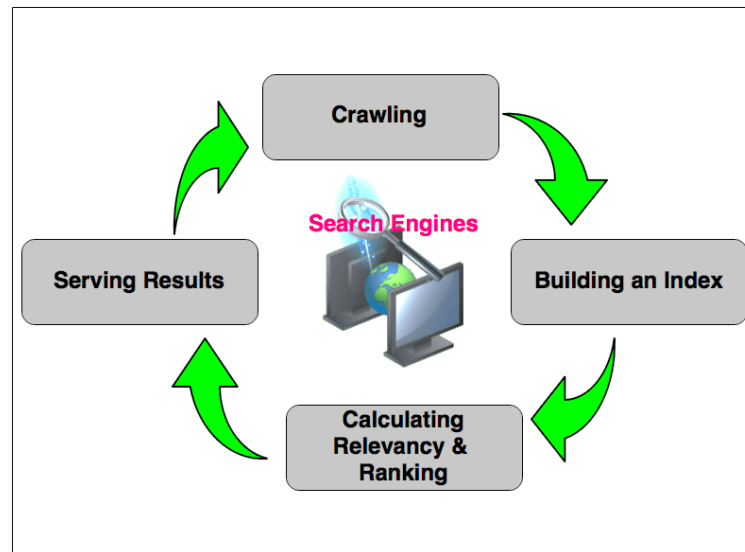 Crawling
Search Engines
Serving Results
Building an Index
Calculating
Relevancy &
Ranking